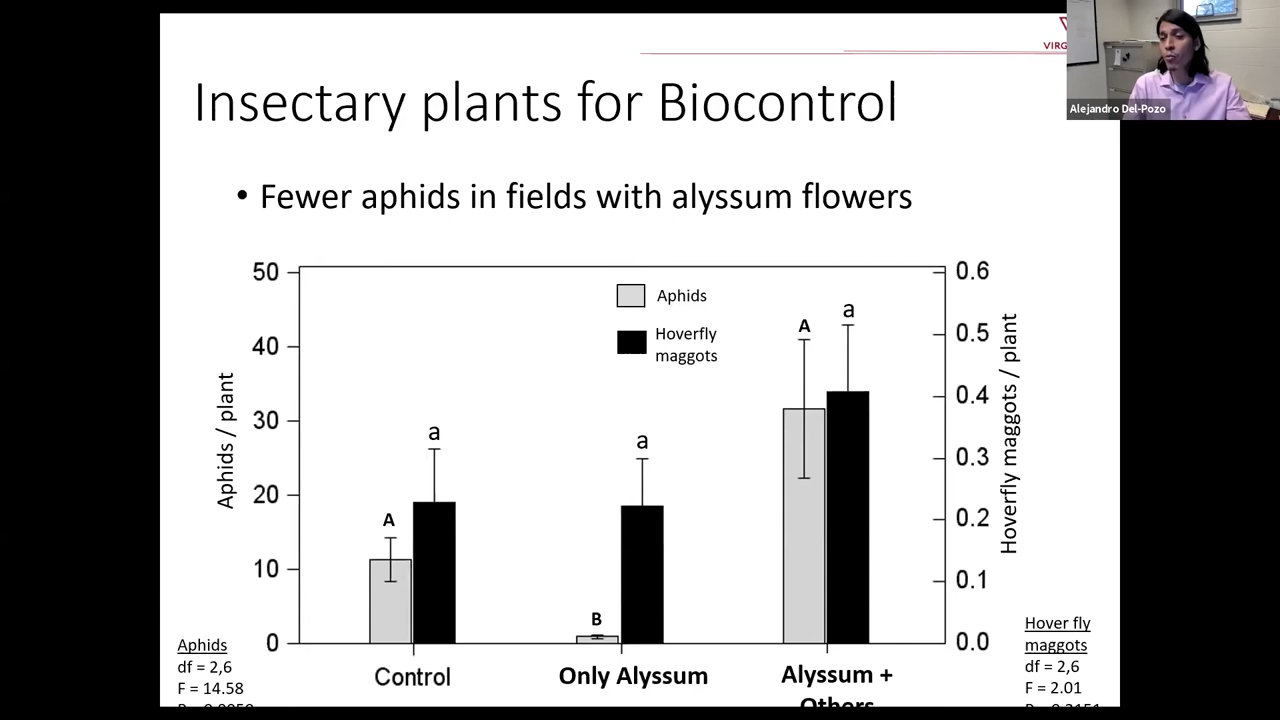 VIRG
Alejandro Del-Pozo
Insectary plants for Biocontrol
• Fewer aphids in fields with alyssum flowers
50
40
30
20
10
0
Aphids / plant
Aphids
Hoverfly
maggots
A
a
B
a
A
a
0.6
0.5
0.4
0.3
0.2
0.1
0.0
Hoverfly maggots / plant
Control
Only Alyssum
Alyssum +
Others
Aphids
df = 2,6
F = 14.58
Hover fly
maggots
df = 2,6
F = 2.01